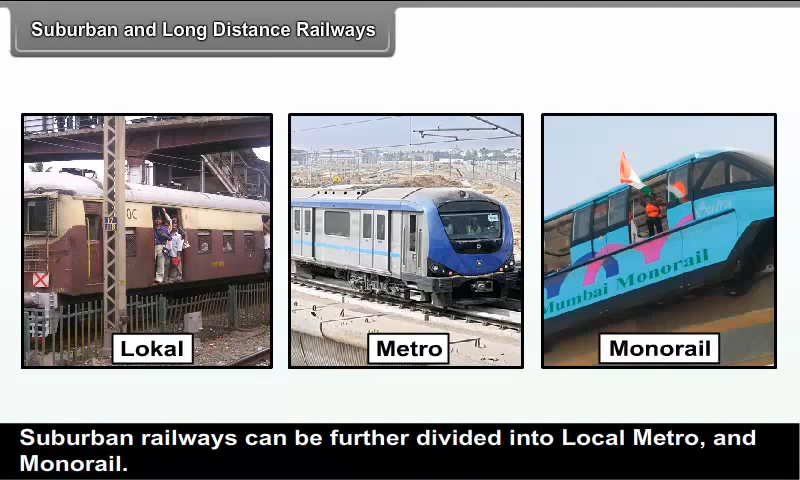 Suburban and Long Distance Railways
Mumbai Monorail
Lokal
Metro
Monorail
Suburban railways can be further divided into Local Metro, and
Monorail.